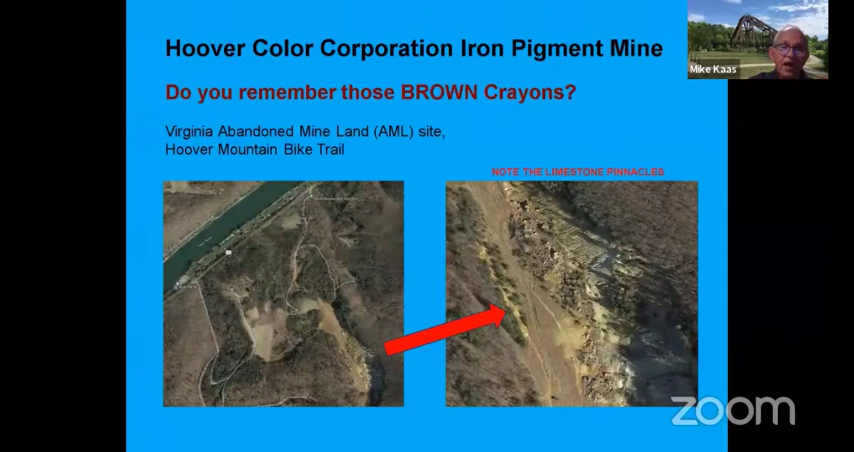 Hoover Color Corporation Iron Pigment Mine
Mike Kaas
Do you remember those BROWN Crayons?
Virginia Abandoned Mine Land (AML) site,
Hoover Mountain Bike Trail
NOTE THE LIMESTONE PINNACLES
zoom